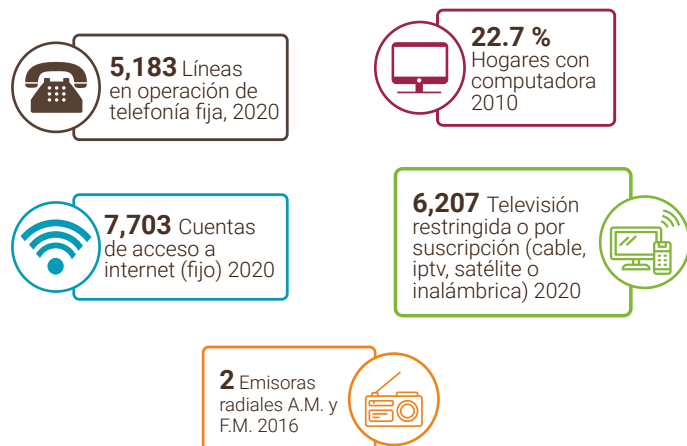 5,183 Líneas
en operación de
telefonía fija, 2020
22.7 %
Hogares con
computadora
2010
7,703 Cuentas
de acceso a
internet (fijo) 2020
6,207 Televisión
restringida o por
suscripción (cable,
iptv, satélite o
inalámbrica) 2020
2 Emisoras
radiales A.M. y
F.M. 2016